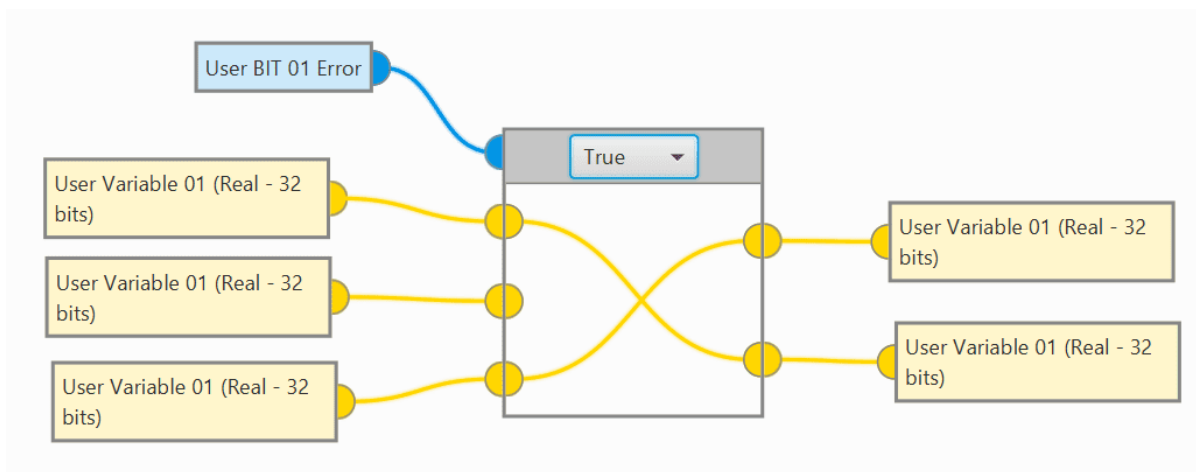 User BIT 01 Error
True
User Variable 01 (Real - 32
bits)
User Variable 01 (Real - 32
bits)
User Variable 01 (Real - 32
bits)
User Variable 01 (Real - 32
bits)
User Variable 01 (Real - 32
bits)